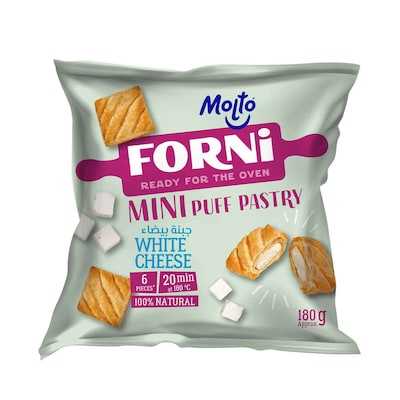 Molto
FORNi
READY FOR THE OVEN
MINI PUFF PASTRY
جبنة بيضاء
WHITE
CHEESE
6 PIECES
20 min at 180 °C
100% NATURAL
180g
Approx.